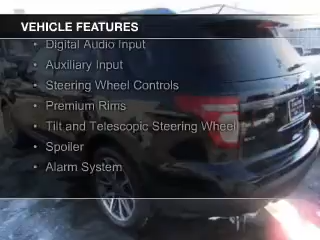 VEHICLE FEATURES
• Digital Audio Input
• Auxiliary Input
• Steering Wheel Controls
• Premium Rims
• Tilt and Telescopic Steering Wheel
• Spoiler
• Alarm System